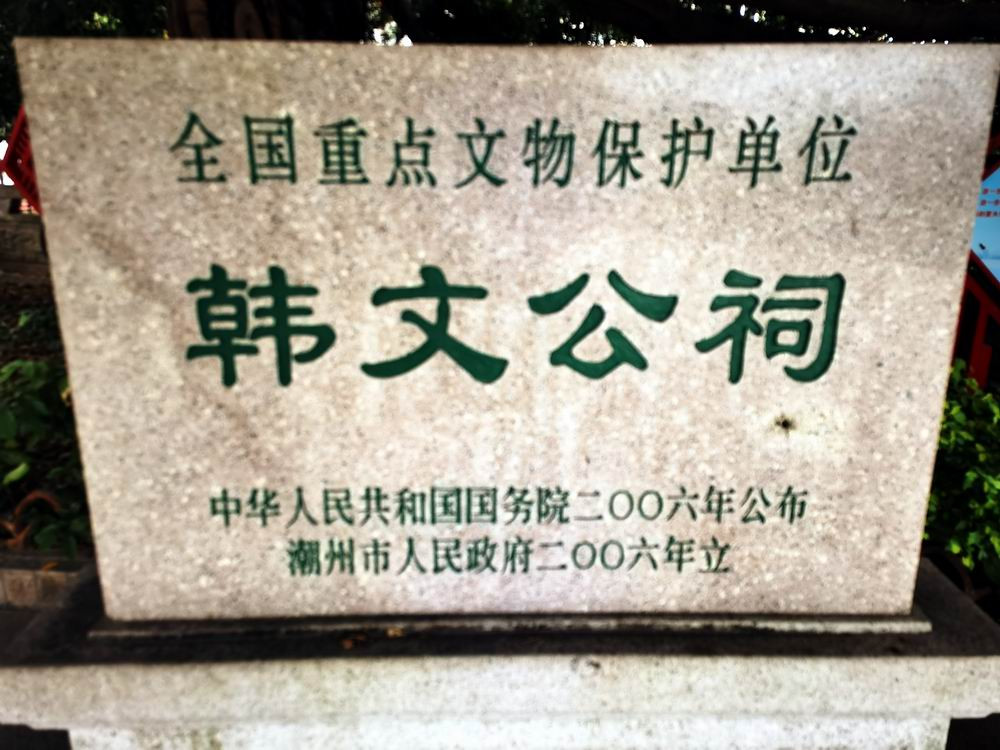 全国重点文物保护单位
韩文公祠
中华人民共和国国务院二〇〇六年公布
潮州市人民政府二〇〇六年立